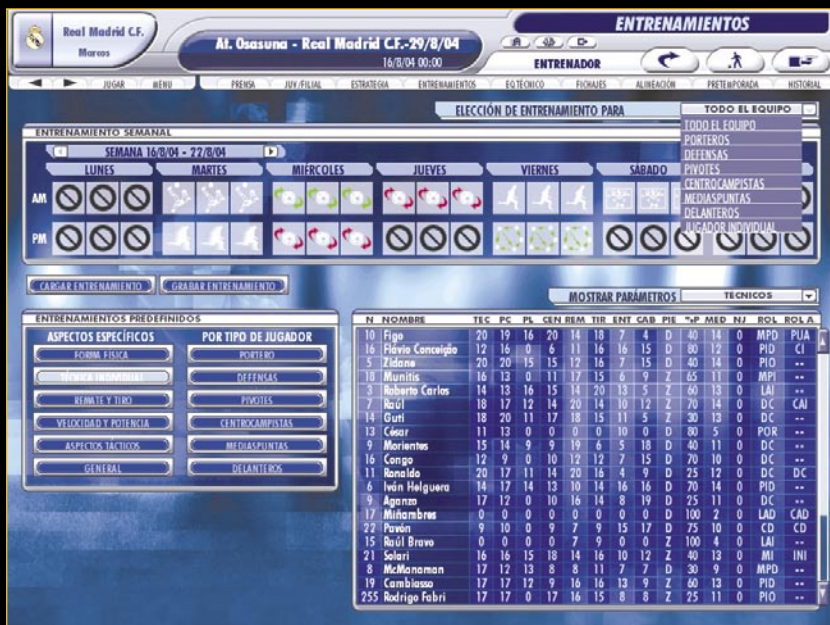 Real Madrid C.F.
Marcos
At. Osasuna - Real Madrid C.F.-29/8/04
16/8/04 00:00
ENTRENAMIENTOS
ENTRENADOR
JUGAR MENU PRENSA JUV./FILIAL ESTRATEGIA ENTRENAMIENTOS EQ.TÉCNICO FICHAJES ALINEACIÓN PRETEMPORADA HISTORIAL
ELECCIÓN DE ENTRENAMIENTO PARA TODO EL EQUIPO
TODO EL EQUIPO
PORTEROS
DEFENSAS
PIVOTES
CENTROCAMPISTAS
MEDIASPUNTAS
DELANTEROS
JUGADOR INDIVIDUAL
ENTRENAMIENTO SEMANAL
SEMANA 16/8/04 - 22/8/04
LUNES MARTES MIÉRCOLES JUEVES VIERNES SÁBADO
AM
PM
CARGAR ENTRENAMIENTO GRABAR ENTRENAMIENTO
MOSTRAR PARÁMETROS TECNICOS
ENTRENAMIENTOS PREDEFINIDOS
ASPECTOS ESPECÍFICOS POR TIPO DE JUGADOR
FORMA FISICA PORTERO
TÉCNICA INDIVIDUAL DEFENSAS
REMATE Y TIRO PIVOTES
VELOCIDAD Y POTENCIA CENTROCAMPISTAS
ASPECTOS TÁCTICOS MEDIASPUNTAS
GENERAL DELANTEROS
N NOMBRE TEC PC PL CEN REM TIR ENT CAB PIE %P MED NJ ROL ROL A
10 Figo 20 19 16 20 14 18 7 4 D 40 14 0 MPD PUA
16 Flávio Conceição 12 16 0 6 11 16 16 15 D 80 12 0 PID CI
5 Zidane 20 20 15 15 12 16 7 15 D 40 14 0 PIO --
18 Munitis 16 13 0 11 17 15 6 9 Z 65 11 0 MPI --
3 Roberto Carlos 14 13 16 15 14 20 13 5 Z 60 13 0 LAI --
7 Raúl 18 17 12 14 20 14 10 12 Z 70 14 0 DC CAI
14 Guti 18 20 11 17 18 15 11 5 Z 30 13 0 DC --
13 César 11 13 0 0 0 0 10 0 D 80 5 0 POR --
9 Morientes 15 14 9 9 19 6 5 18 D 40 11 0 DC --
16 Congo 12 9 0 10 12 12 7 15 D 70 10 0 DC --
11 Ronaldo 20 17 11 14 20 16 4 9 D 25 12 0 DC DC
6 Iván Helguera 14 17 14 13 10 14 16 16 D 70 14 0 PID --
9 Aganzo 17 12 0 10 16 14 8 19 D 25 11 0 DC --
17 Miñambres 0 0 0 0 0 0 0 0 D 100 2 0 LAD CAD
22 Pavón 9 10 0 9 7 9 15 17 D 75 10 0 CD CD
15 Raúl Bravo 0 0 0 0 7 9 0 0 Z 100 4 0 LAI --
21 Solari 16 16 15 18 14 16 10 12 Z 40 13 0 MI INI
8 McManaman 17 12 13 8 8 11 7 7 D 30 9 0 MPD --
19 Cambiasso 17 17 12 9 16 16 13 9 Z 60 13 0 PID --
255 Rodrigo Fabri 17 17 0 17 16 15 8 8 Z 25 11 0 PIO --